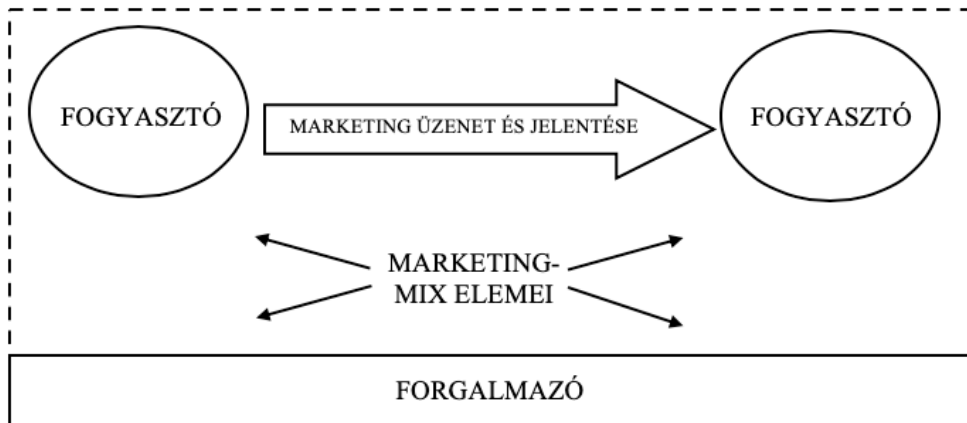 FOGYASZTÓ
MARKETING ÜZENET ÉS JELENTÉSE
FOGYASZTÓ
MARKETING-
MIX ELEMEI
FORGALMAZÓ